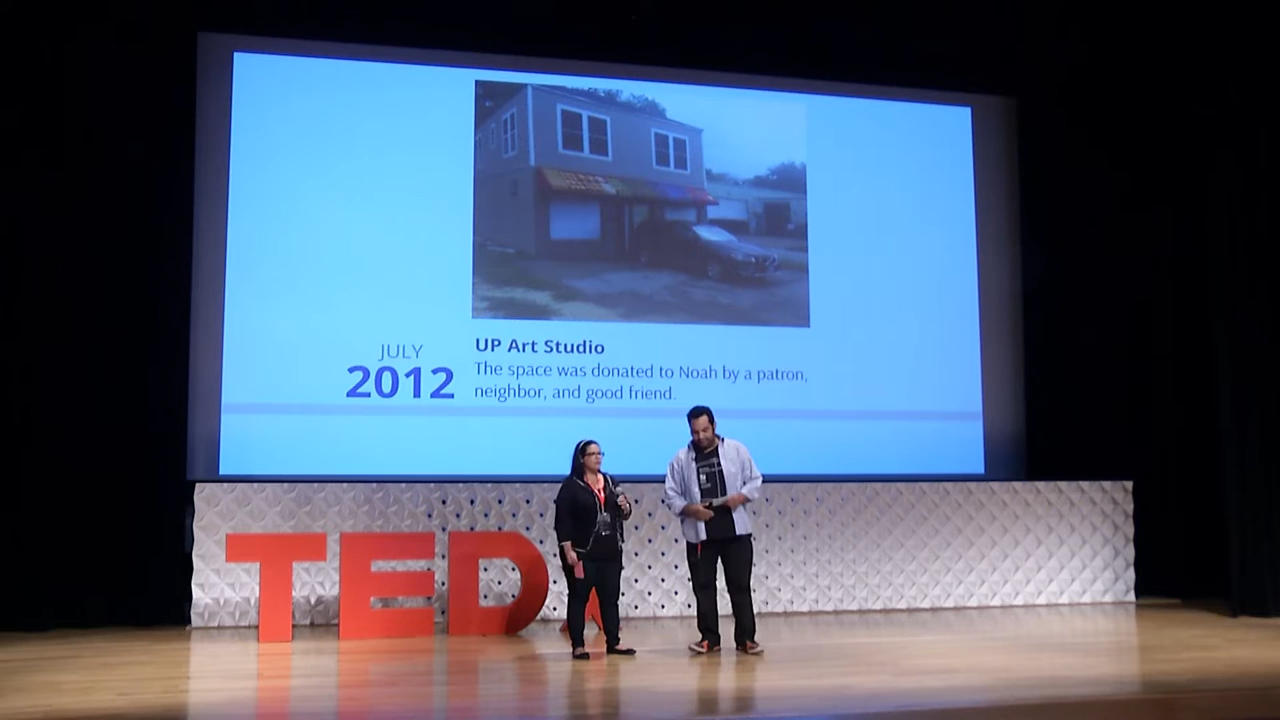 UP Art Studio
JULY
The space was donated to Noah by a patron,
2012
neighbor, and good friend.
TED